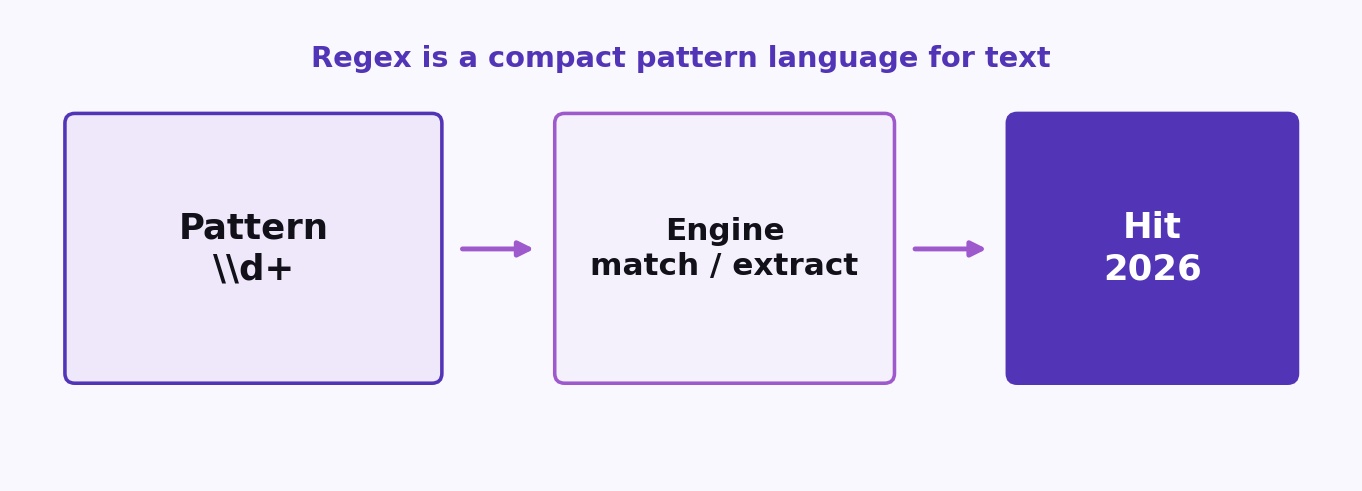 Regex is a compact pattern language for text
Pattern
\\d+
Engine
match / extract
Hit
2026